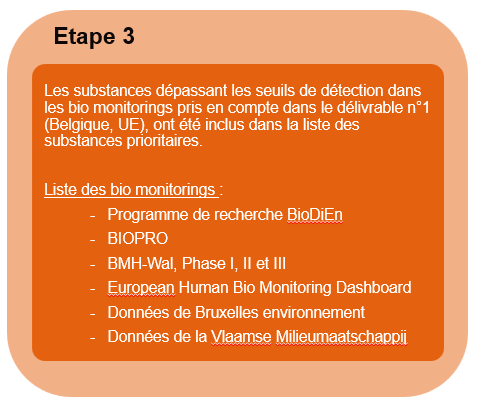 Etape 3
Les substances dépassant les seuils de détection dans
les bio monitorings pris en compte dans le délivrable n°1
(Belgique, UE), ont été inclus dans la liste des
substances prioritaires.
Liste des bio monitorings :
- Programme de recherche BioDiEn
- BIOPRO
- BMH-Wal, Phase I, II et III
- European Human Bio Monitoring Dashboard
- Données de Bruxelles environnement
- Données de la Vlaamse Milieumaatschappij